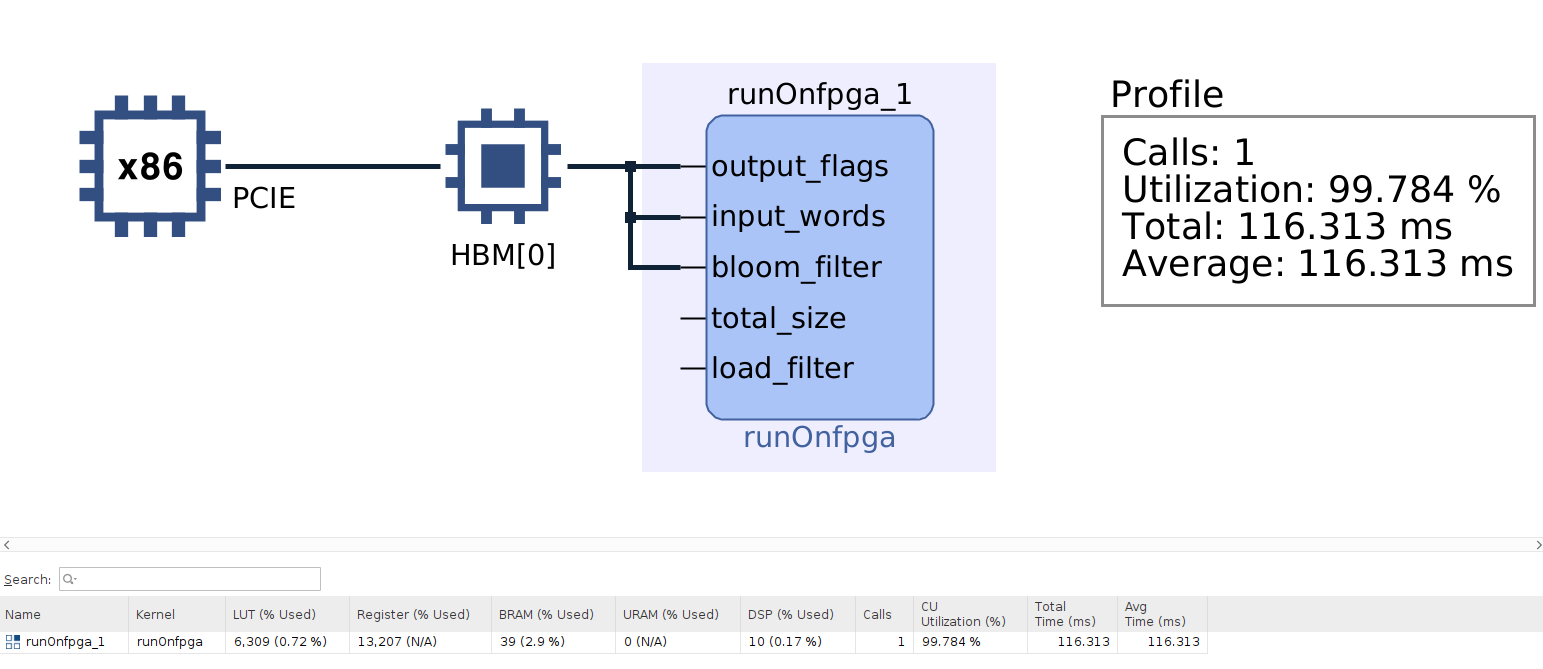 runOnfpga_1
Profile
x86
PCIE
HBM[0]
output_flags
input_words
bloom_filter
total_size
load_filter
runOnfpga
Calls: 1
Utilization: 99.784 %
Total: 116.313 ms
Average: 116.313 ms
Search:
Name Kernel LUT (% Used) Register (% Used) BRAM (% Used) URAM (% Used) DSP (% Used) Calls CU Utilization (%) Total Time (ms) Avg Time (ms)
runOnfpga_1 runOnfpga 6,309 (0.72 %) 13,207 (N/A) 39 (2.9 %) 0 (N/A) 10 (0.17 %) 1 99.784 % 116.313 116.313